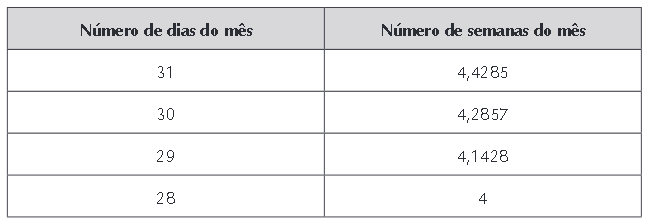 Número de dias do mês Número de semanas do mês
31 4,4285
30 4,2857
29 4,1428
28 4